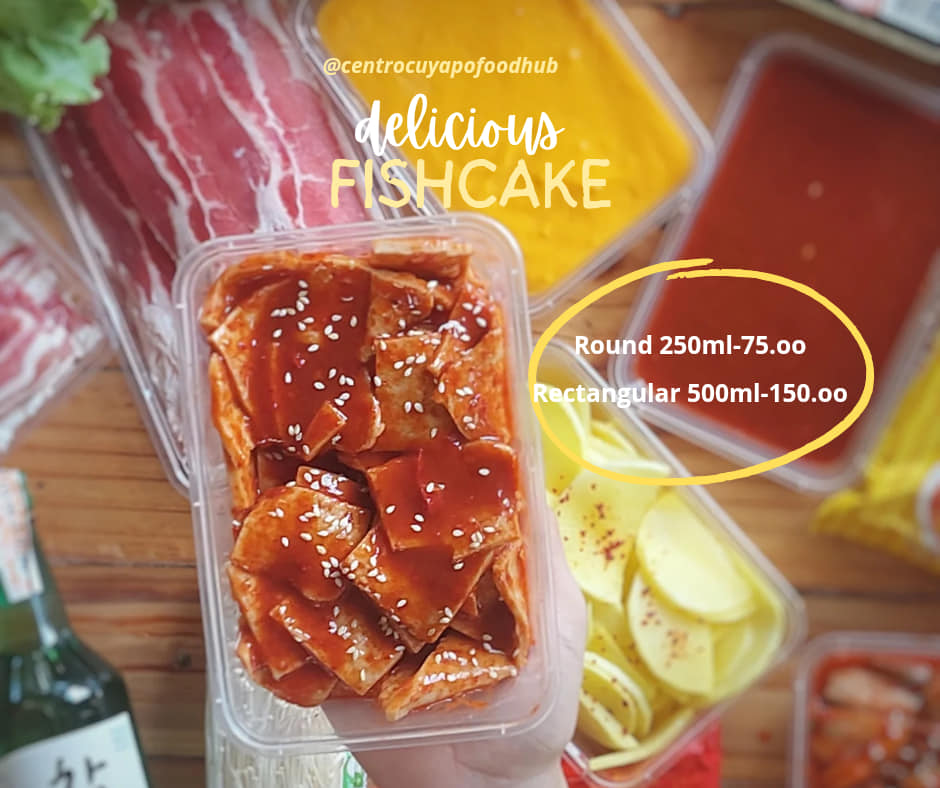 @centrocuyapofoodhub
delicious
FISHCAKE
Round 250ml-75.oo
Rectangular 500ml-150.oo